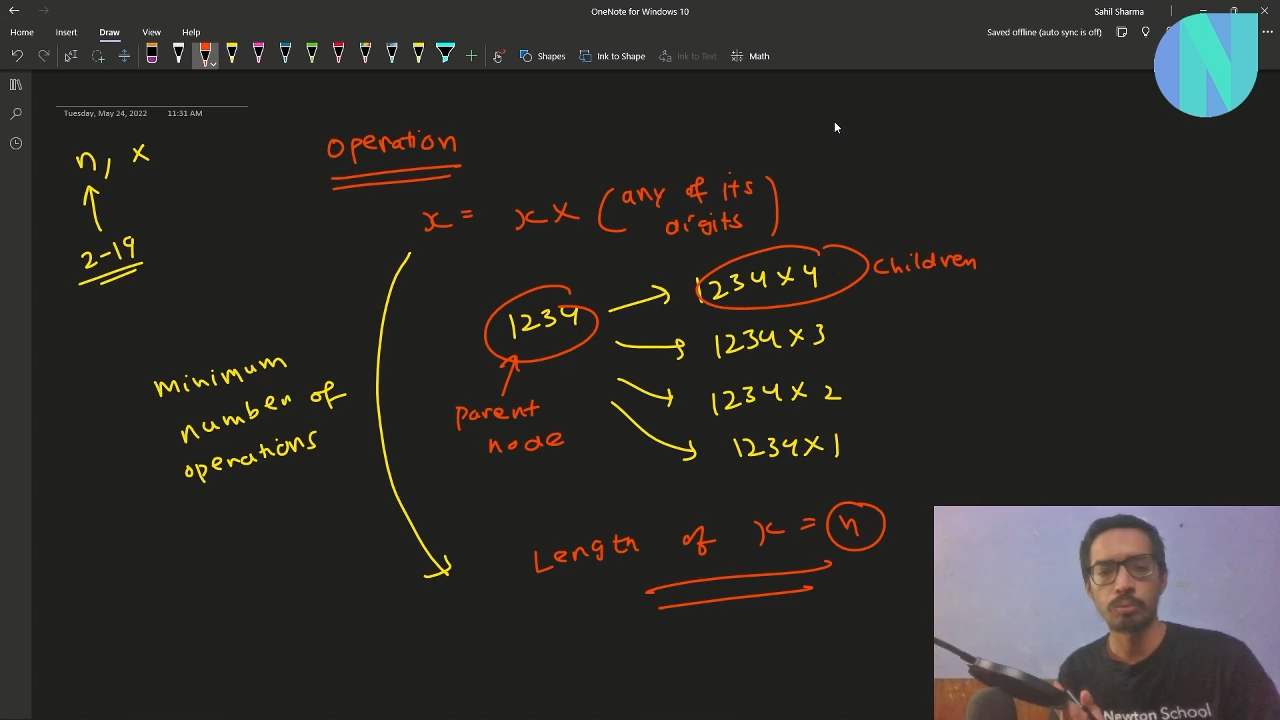 OneNote for Windows 10
Sahil Sharma
Home Insert Draw View Help
Saved offline (auto sync is off)
Shapes Ink to Shape Ink to Text Math
Tuesday, May 24, 2022 11:31 AM
n, x
2-19
Operation
x = x X (any of its digits)
1234
Parent
node
1234 x 4 Children
1234 x 3
1234 x 2
1234 x 1
Minimum
number of
operations
Length of x = n
Newton School